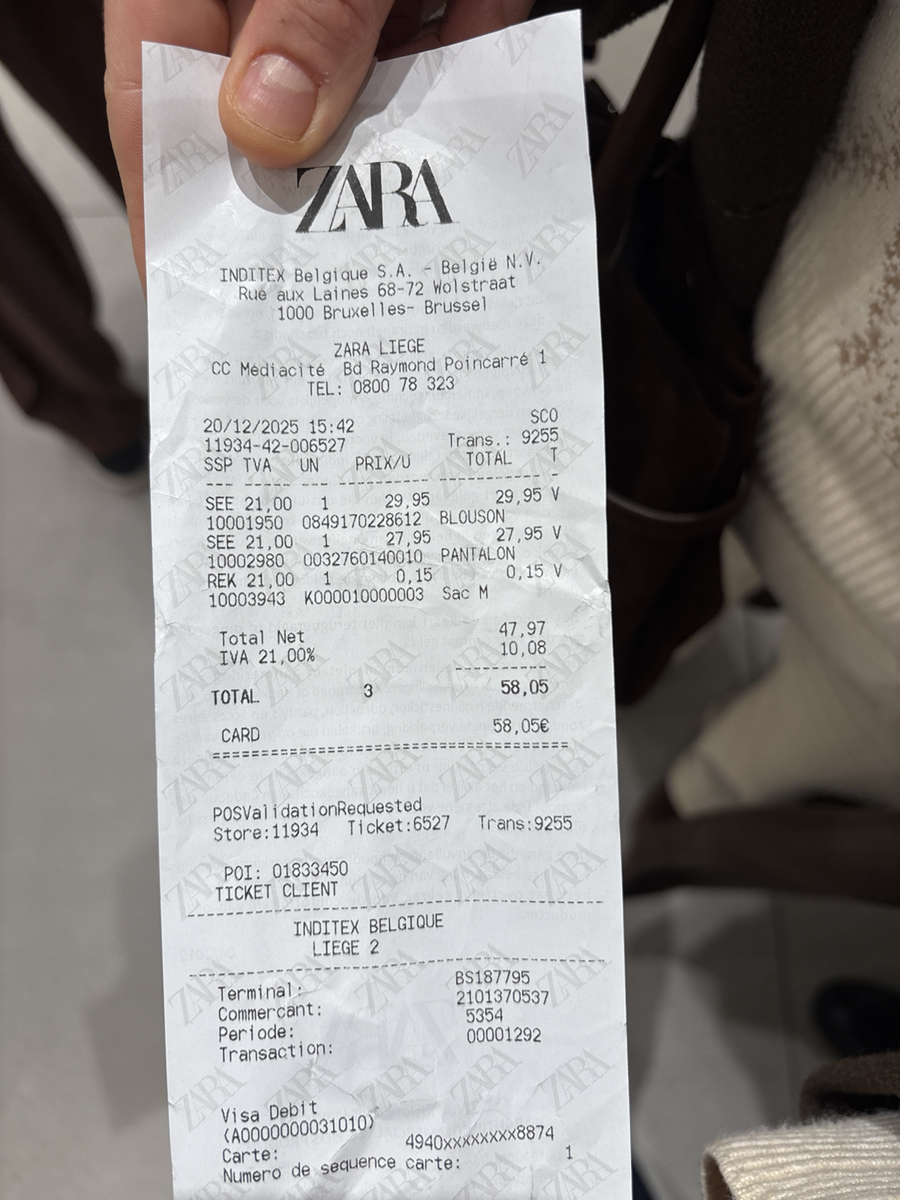 ZARA
INDITEX Belgique S.A. - België N.V.
Rue aux Laines 68-72 Wolstraat
1000 Bruxelles- Brussel
ZARA LIEGE
CC Médiacité Bd Raymond Poincarré 1
TEL: 0800 78 323
20/12/2025 15:42 SCO
11934-42-006527 Trans.: 9255
SSP TVA UN PRIX/U TOTAL T
SEE 21,00 1 29,95 29,95 V
10001950 0849170228612 BLOUSON
SEE 21,00 1 27,95 27,95 V
10002980 0032760140010 PANTALON
REK 21,00 1 0,15 0,15 V
10003943 K000010000003 Sac M
Total Net 47,97
IVA 21,00% 10,08
TOTAL 3 58,05
CARD 58,05€
POSValidationRequested
Store:11934 Ticket:6527 Trans:9255
POI: 01833450
TICKET CLIENT
INDITEX BELGIQUE
LIEGE 2
Terminal: BS187795
Commercant: 2101370537
Periode: 5354
Transaction: 00001292
Visa Debit
(A0000000031010)
Carte: 4940xxxxxxxx8874
Numero de sequence carte: 1